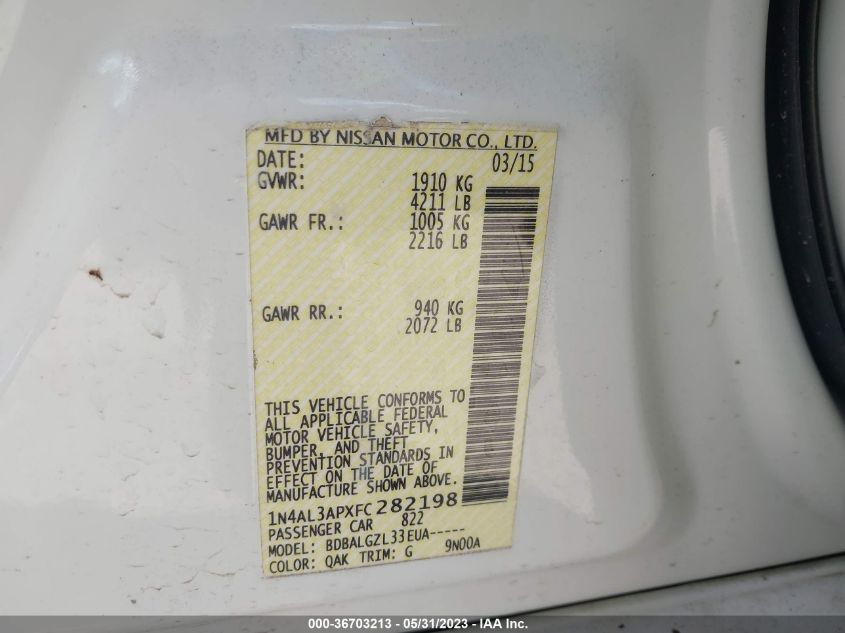 MFD BY NISSAN MOTOR CO., LTD.
DATE: 03/15
GVWR: 1910 KG
4211 LB
GAWR FR.: 1005 KG
2216 LB
GAWR RR.: 940 KG
2072 LB
THIS VEHICLE CONFORMS TO
ALL APPLICABLE FEDERAL
MOTOR VEHICLE SAFETY,
BUMPER, AND THEFT
PREVENTION STANDARDS IN
EFFECT ON THE DATE OF
MANUFACTURE SHOWN ABOVE.
1N4AL3APXFC282198
PASSENGER CAR 822
MODEL: BDBALGZL33EUA-----
COLOR: QAK TRIM: G 9N00A
000-36703213 - 05/31/2023 - IAA Inc.